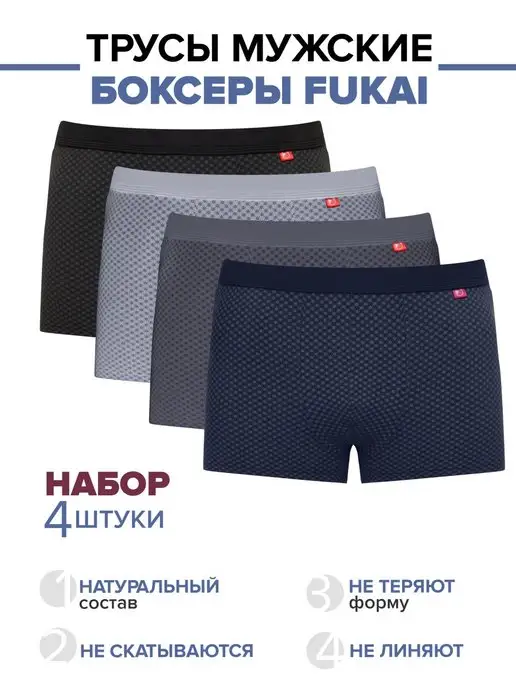 ТРУСЫ МУЖСКИЕ
БОКСЕРЫ FUKAI
НАБОР
4 ШТУКИ
1 НАТУРАЛЬНЫЙ
состав
2 НЕ СКАТЫВАЮТСЯ
3 НЕ ТЕРЯЮТ
форму
4 НЕ ЛИНЯЮТ